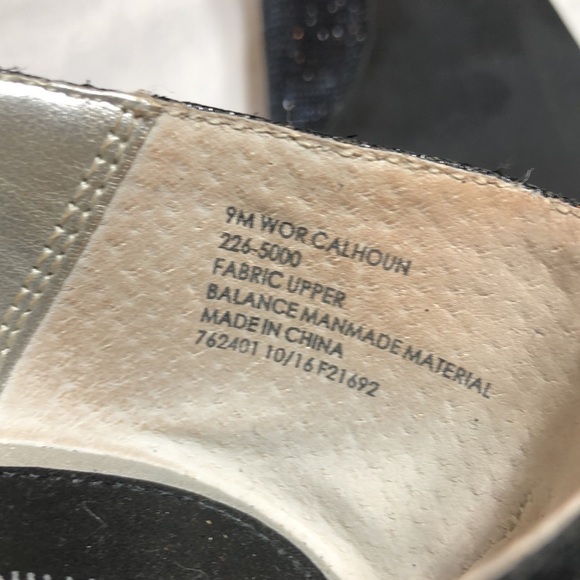 9M WOR CALHOUN
226-5000
FABRIC UPPER
BALANCE MANMADE MATERIAL
MADE IN CHINA
762401 10/16 F21692